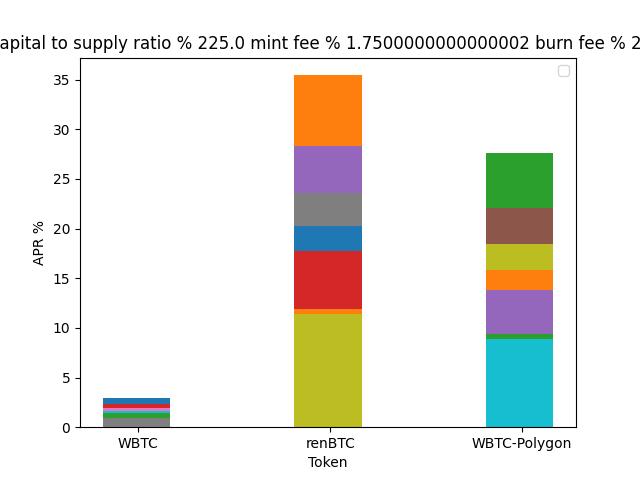 apital to supply ratio % 225.0 mint fee % 1.7500000000000002 burn fee % 2
APR %
35
30
25
20
15
10
5
0
WBTC renBTC WBTC-Polygon
Token